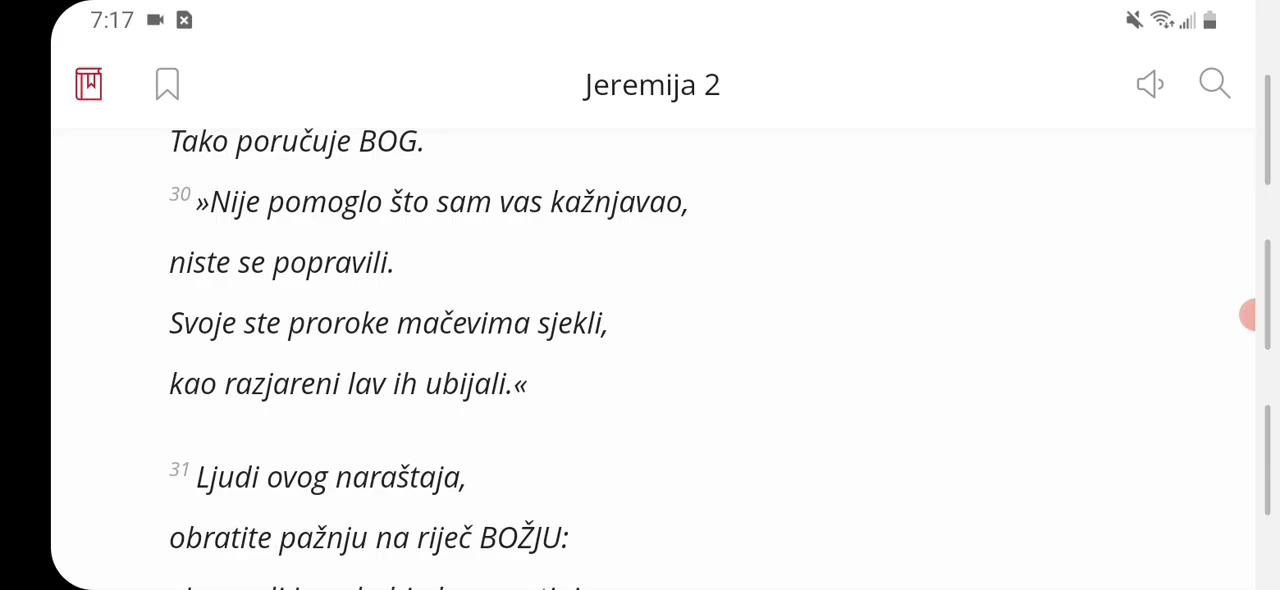 7:17
Jeremija 2
Tako poručuje BOG.
30 »Nije pomoglo što sam vas kažnjavao,
niste se popravili.
Svoje ste proroke mačevima sjekli,
kao razjareni lav ih ubijali.«
31 Ljudi ovog naraštaja,
obratite pažnju na riječ BOŽJU: